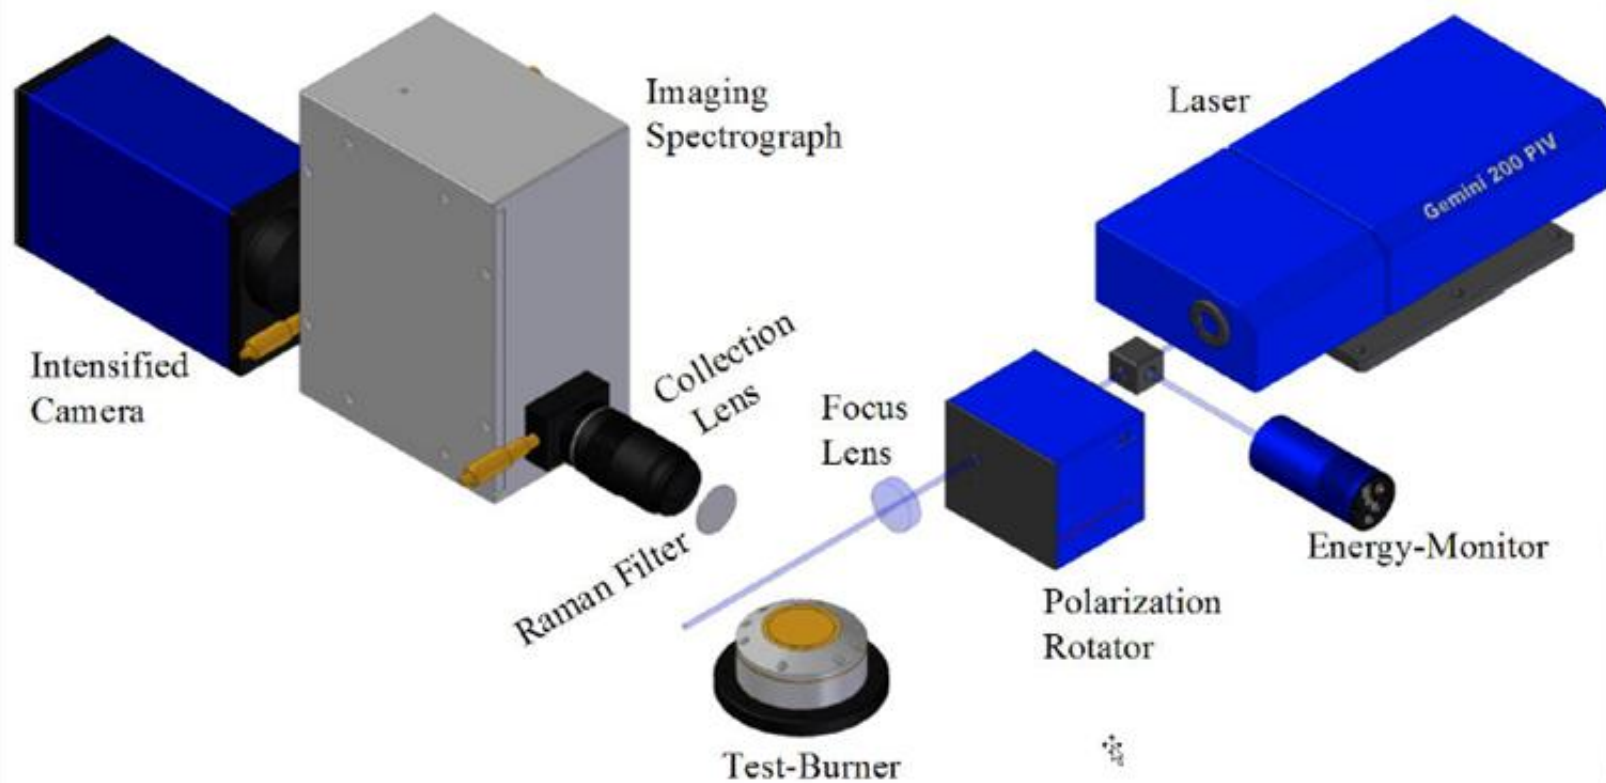 Imaging
Spectrograph
Laser
Gemini 200 PIV
Intensified
Camera
Collection
Lens
Focus
Lens
Raman Filter
Energy-Monitor
Polarization
Rotator
Test-Burner